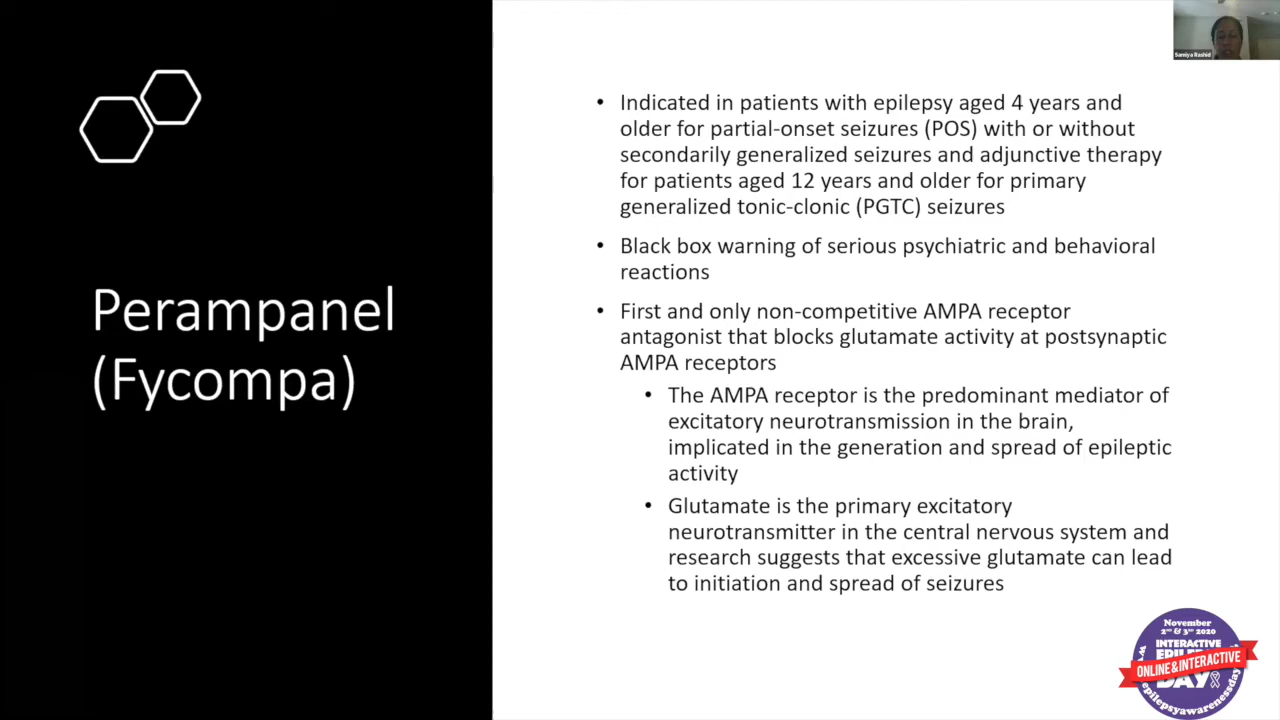 Perampanel
(Fycompa)
• Indicated in patients with epilepsy aged 4 years and
older for partial-onset seizures (POS) with or without
secondarily generalized seizures and adjunctive therapy
for patients aged 12 years and older for primary
generalized tonic-clonic (PGTC) seizures
• Black box warning of serious psychiatric and behavioral
reactions
• First and only non-competitive AMPA receptor
antagonist that blocks glutamate activity at postsynaptic
AMPA receptors
• The AMPA receptor is the predominant mediator of
excitatory neurotransmission in the brain,
implicated in the generation and spread of epileptic
activity
• Glutamate is the primary excitatory
neurotransmitter in the central nervous system and
research suggests that excessive glutamate can lead
to initiation and spread of seizures
Samiya Rashid
November
2ND & 3RD 2020
INTERACTIVE
ONLINE & INTERACTIVE
DAY
epilepsyawarenessday